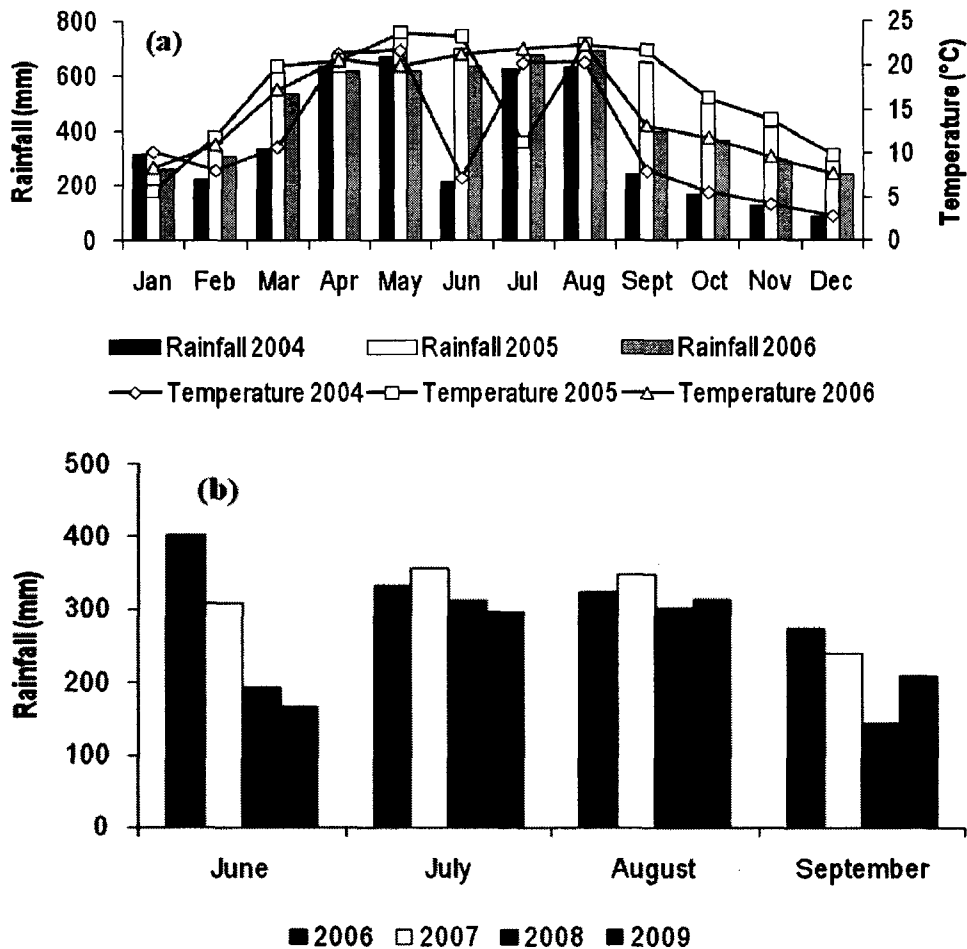 (a)
Rainfall (mm)
800
600
400
200
0
25
20
15
10
5
0
Temperature (°C)
Jan Feb Mar Apr May Jun Jul Aug Sept Oct Nov Dec
Rainfall 2004 Rainfall 2005 Rainfall 2006
Temperature 2004 Temperature 2005 Temperature 2006
(b)
Rainfall (mm)
500
400
300
200
100
0
June July August September
2006 2007 2008 2009